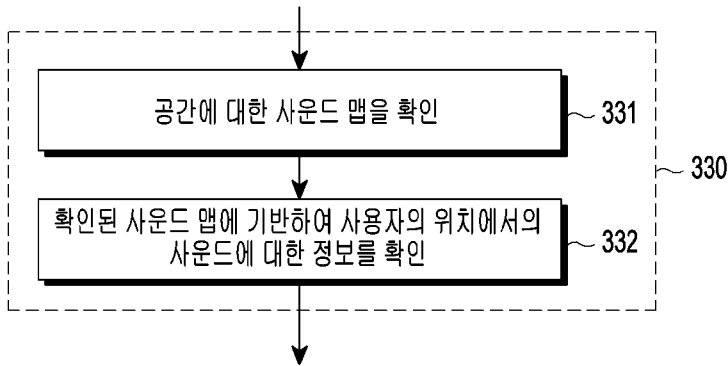 공간에 대한 사운드 맵을 확인
331
330
확인된 사운드 맵에 기반하여 사용자의 위치에서의
사운드에 대한 정보를 확인
332